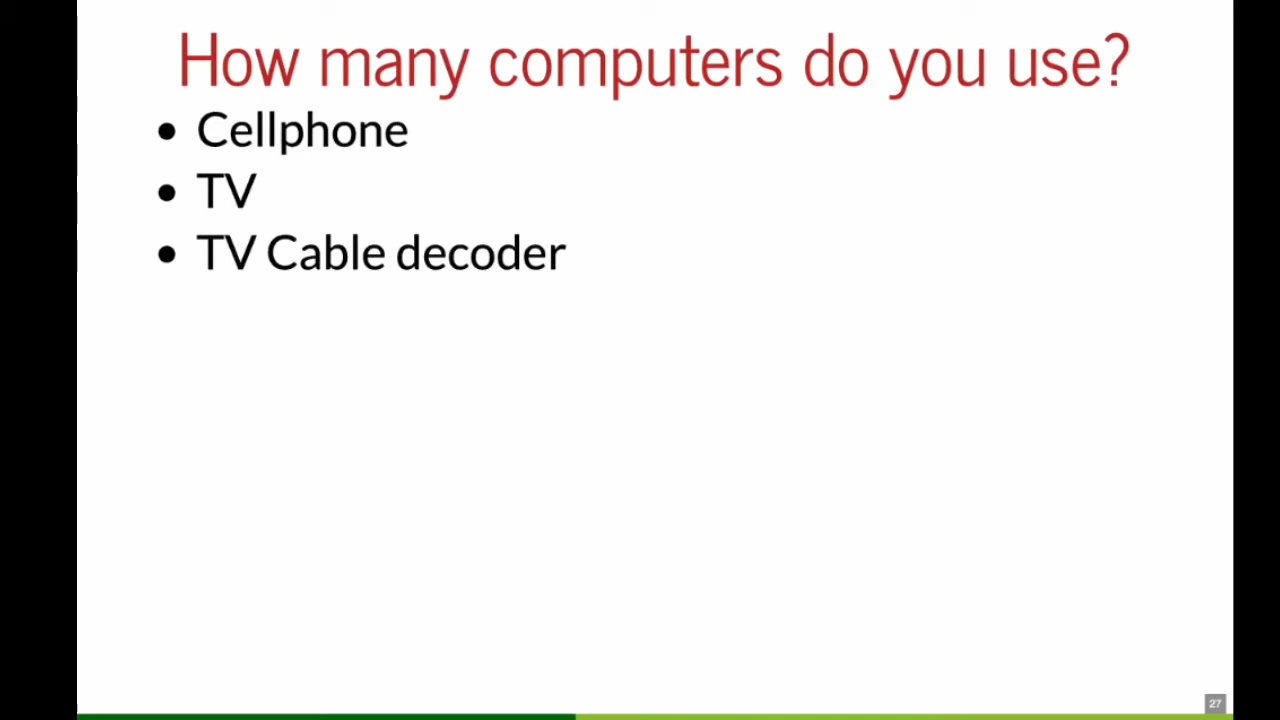 How many computers do you use?
• Cellphone
• TV
• TV Cable decoder
27